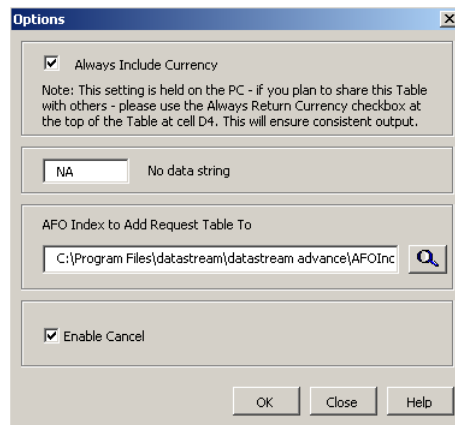 Options
Always Include Currency
Note: This setting is held on the PC - if you plan to share this Table
with others - please use the Always Return Currency checkbox at
the top of the Table at cell D4. This will ensure consistent output.
NA No data string
AFO Index to Add Request Table To
C:\Program Files\datastream\datastream advance\AFOInc
Enable Cancel
OK Close Help